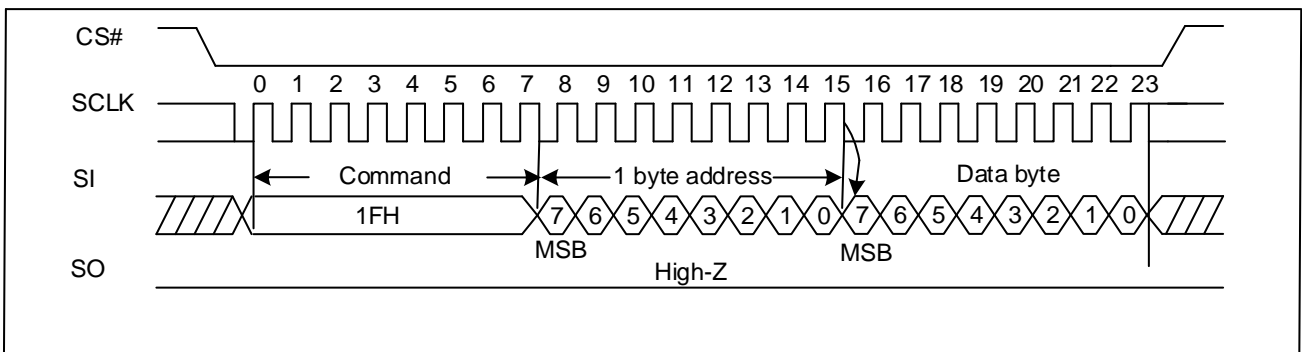 CS#
0 1 2 3 4 5 6 7 8 9 10 11 12 13 14 15 16 17 18 19 20 21 22 23
SCLK
SI Command 1 byte address Data byte
1FH 7 6 5 4 3 2 1 0 7 6 5 4 3 2 1 0
MSB MSB
SO High-Z